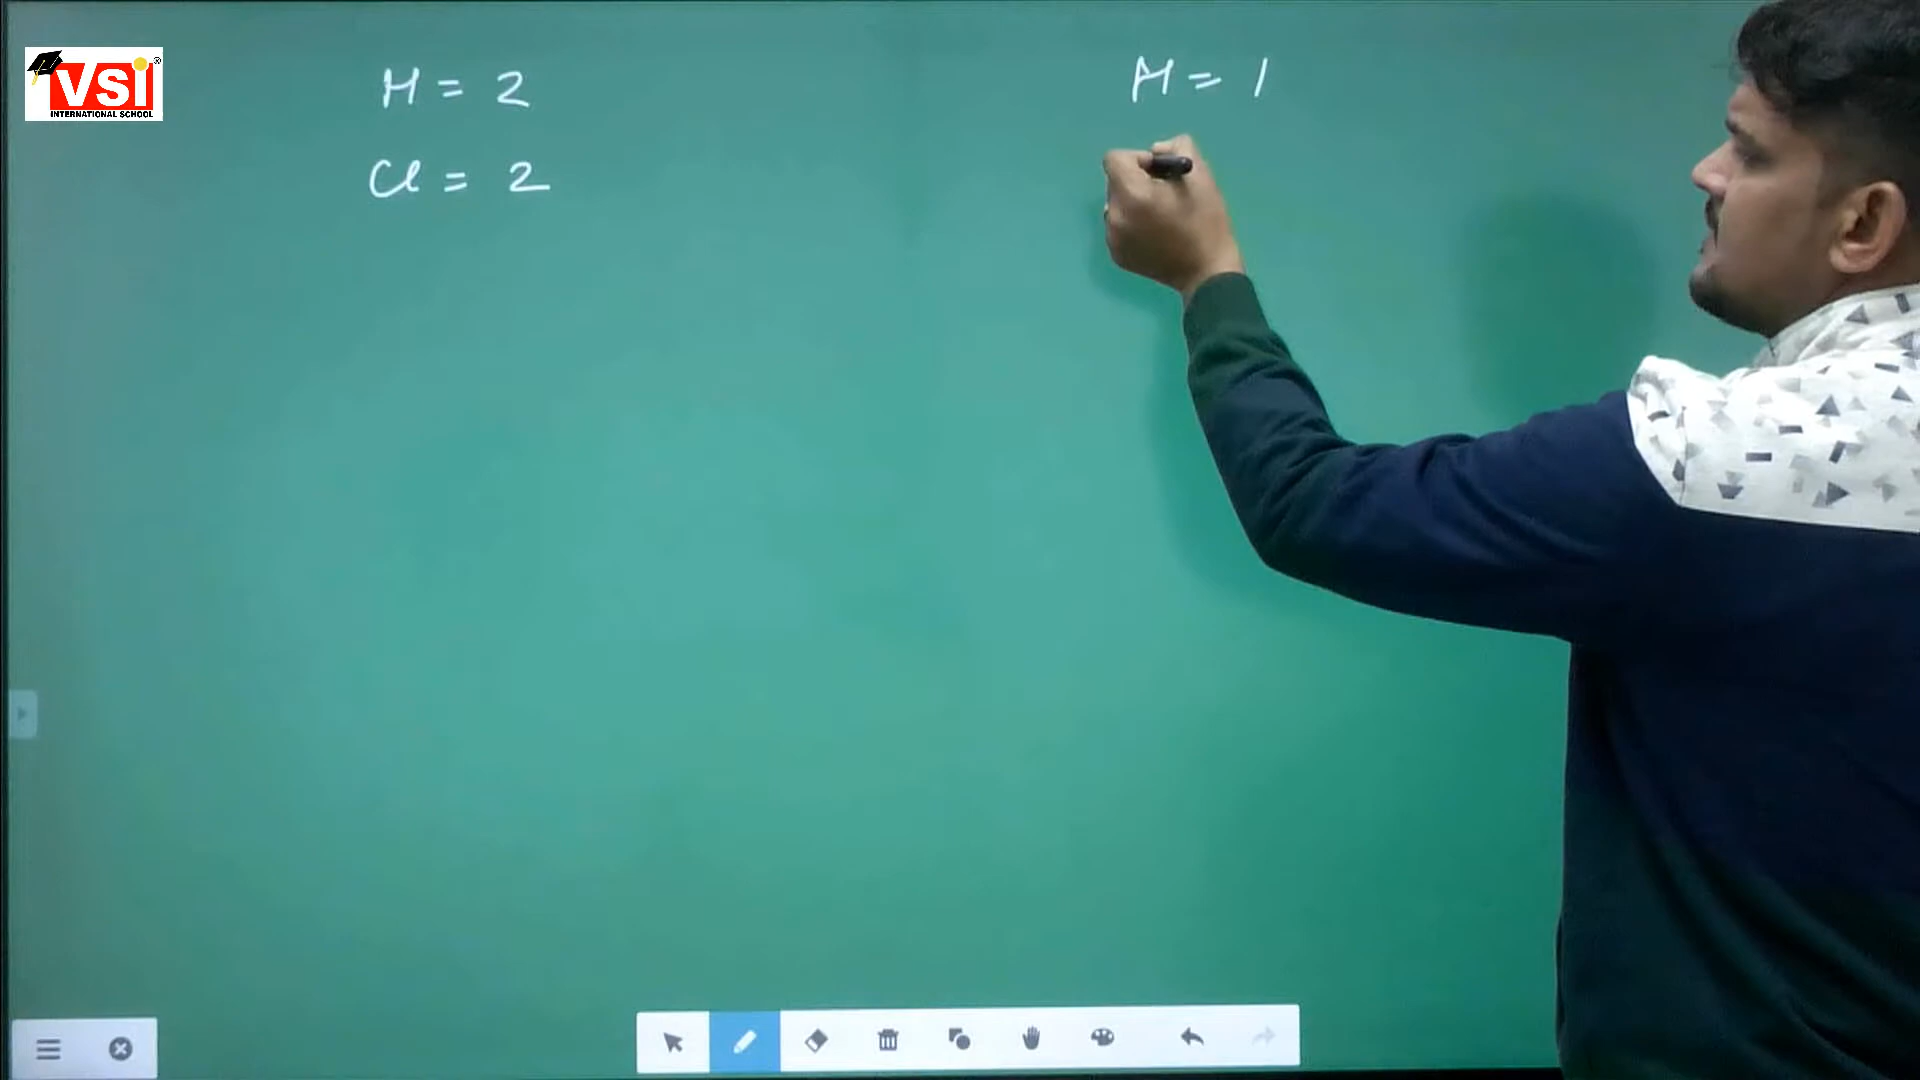 VSI
INTERNATIONAL SCHOOL
H = 2
Cl = 2
H = 1